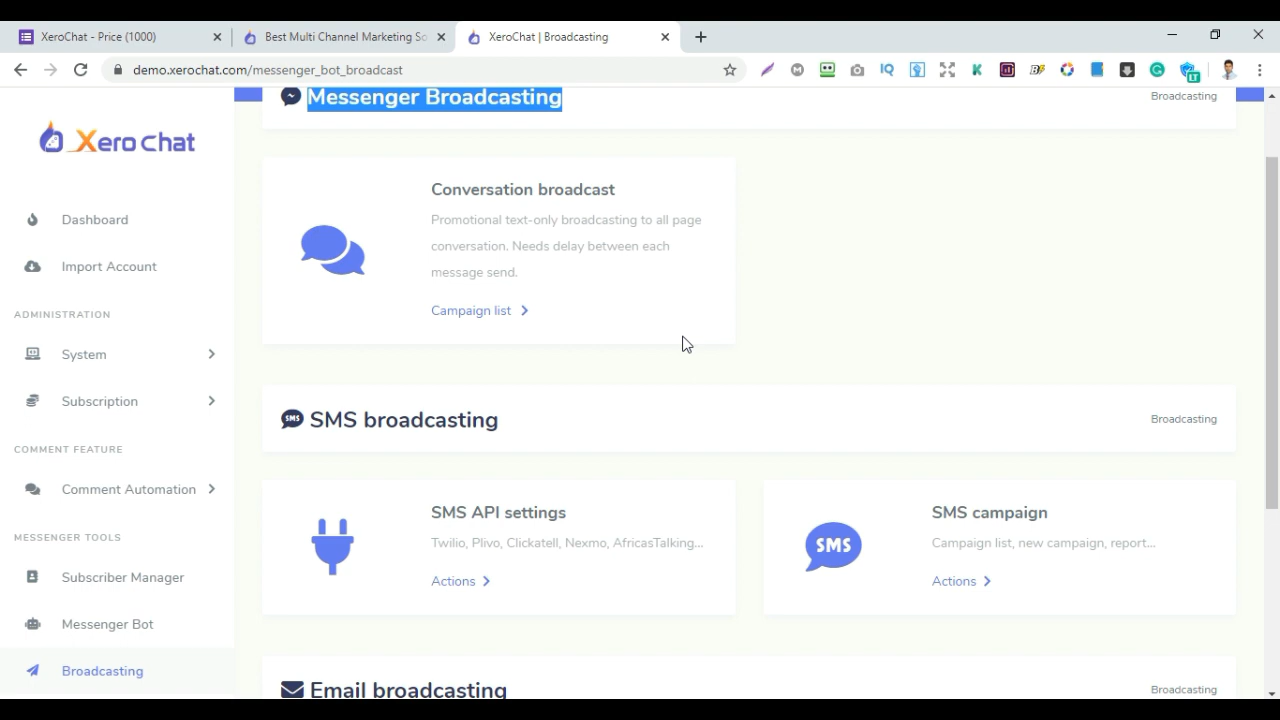 XeroChat - Price (1000)
Best Multi Channel Marketing So
XeroChat | Broadcasting
demo.xerochat.com/messenger_bot_broadcast
Messenger Broadcasting
Broadcasting
Xero Chat
Conversation broadcast
Promotional text-only broadcasting to all page
conversation. Needs delay between each
message send.
Campaign list
Dashboard
Import Account
ADMINISTRATION
System
Subscription
COMMENT FEATURE
Comment Automation
MESSENGER TOOLS
Subscriber Manager
Messenger Bot
Broadcasting
SMS broadcasting
Broadcasting
SMS API settings
Twilio, Plivo, Clickatell, Nexmo, AfricasTalking...
Actions
SMS
SMS campaign
Campaign list, new campaign, report...
Actions
Email broadcasting
Broadcasting